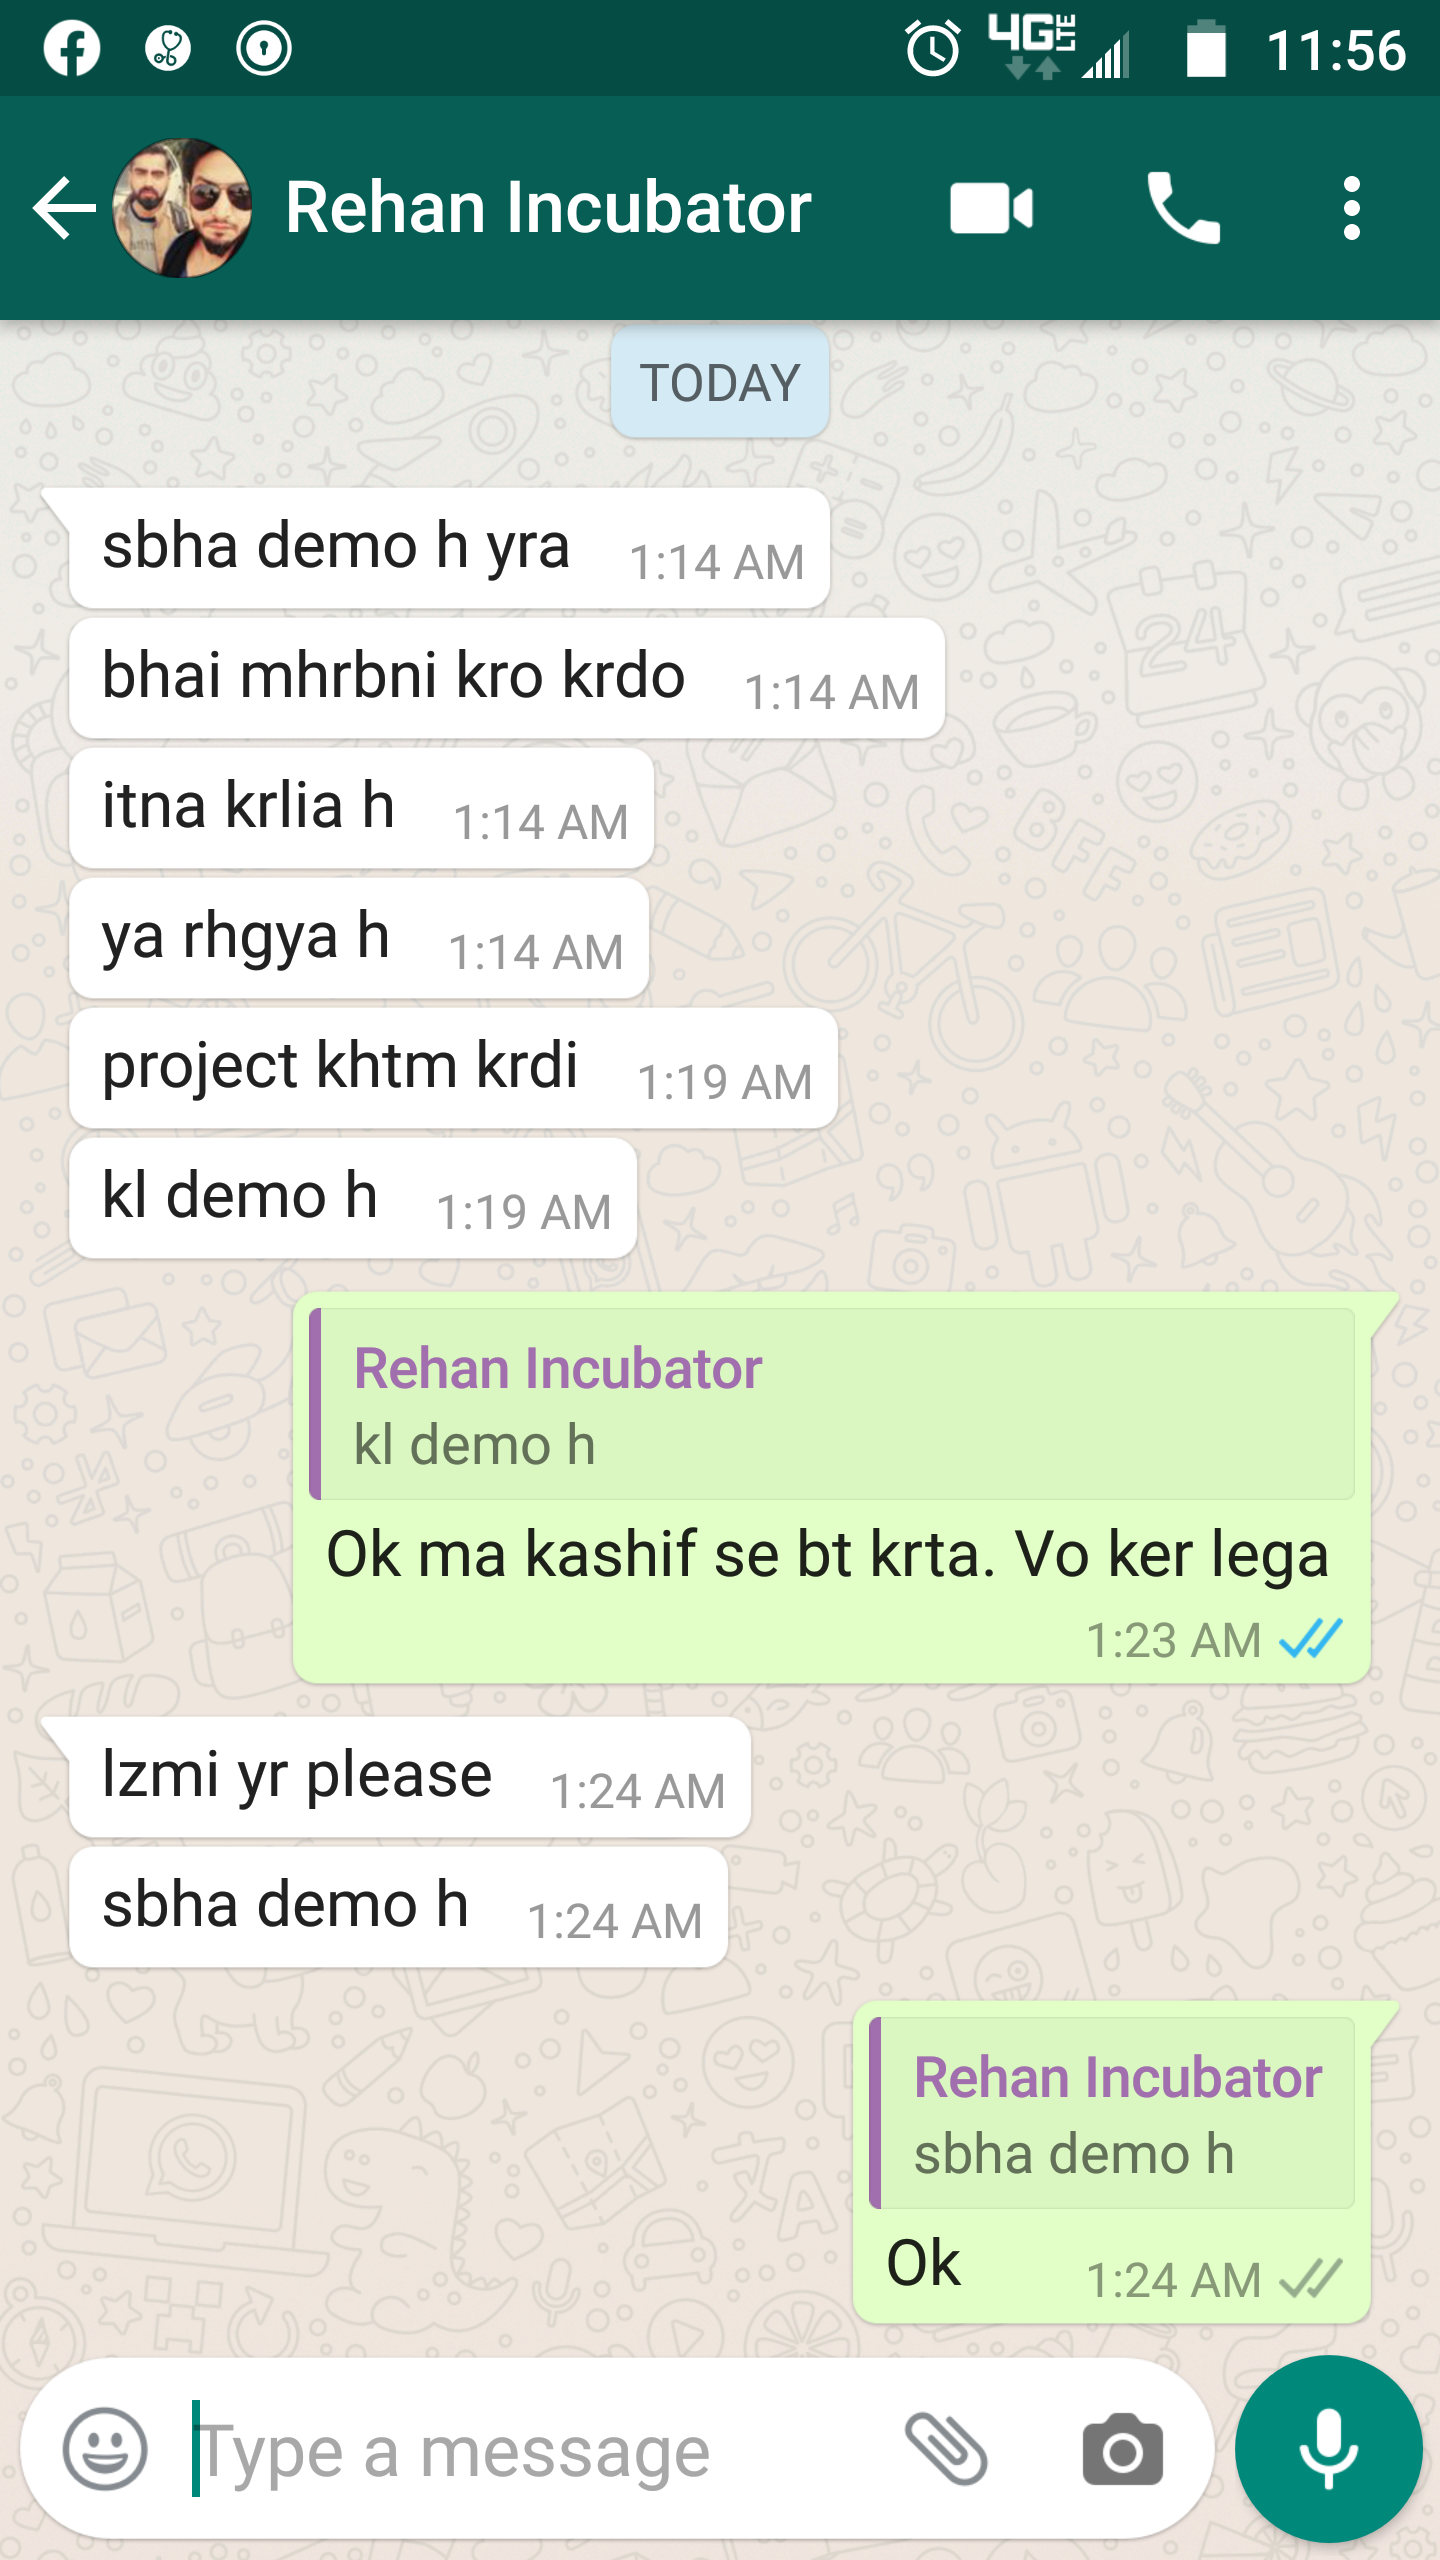 4G LTE 11:56
Rehan Incubator
TODAY
sbha demo h yra 1:14 AM
bhai mhrbni kro krdo 1:14 AM
itna krlia h 1:14 AM
ya rhgya h 1:14 AM
project khtm krdi 1:19 AM
kl demo h 1:19 AM
Rehan Incubator
kl demo h
Ok ma kashif se bt krta. Vo ker lega
1:23 AM
lzmi yr please 1:24 AM
sbha demo h 1:24 AM
Rehan Incubator
sbha demo h
Ok 1:24 AM
Type a message